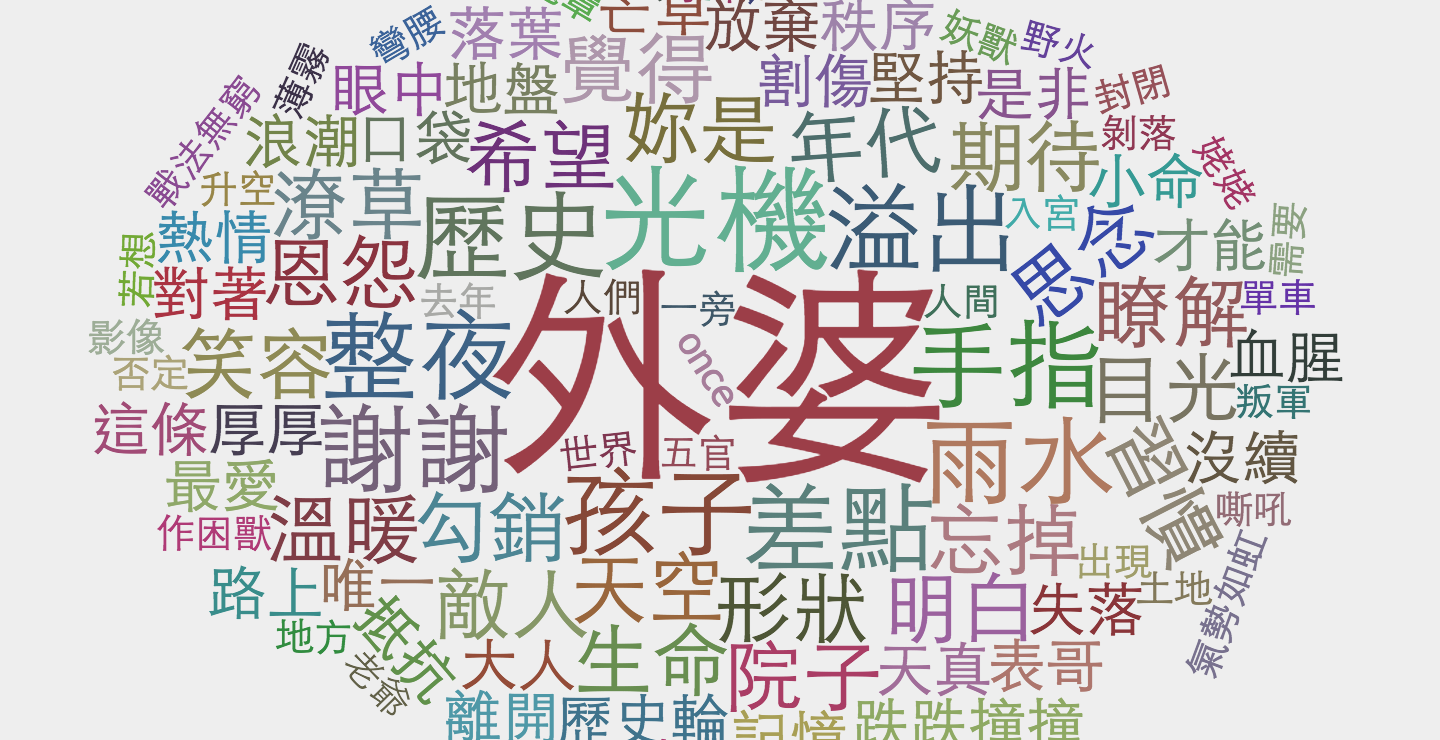 亡草
放棄
秩序
妖獸
野火
彎腰
落葉
覺得
割傷
堅持
是非
封閉
薄霧
眼中
地盤
戰法無窮
浪潮
口袋
希望
妳是
年代
期待
剝落
小命
姥姥
升空
潦草
歷史
光機
溢出
入宮
思念
才能
需要
熱情
恩怨
若想
對著
去年
人們
一旁
人間
瞭解
單車
影像
否定
笑容
整夜
外婆
once
手指
目光
血腥
叛軍
這條
厚厚
謝謝
世界
五官
雨水
習慣
沒續
最愛
作困獸
溫暖
勾銷
孩子
差點
忘掉
嘶吼
出現
土地
氣勢如虹
路上
唯一
敵人
天空
形狀
明白
失落
地方
抵抗
老爺
大人
生命
院子
天真
表哥
離開
歷史輪
記憶
跌跌撞撞